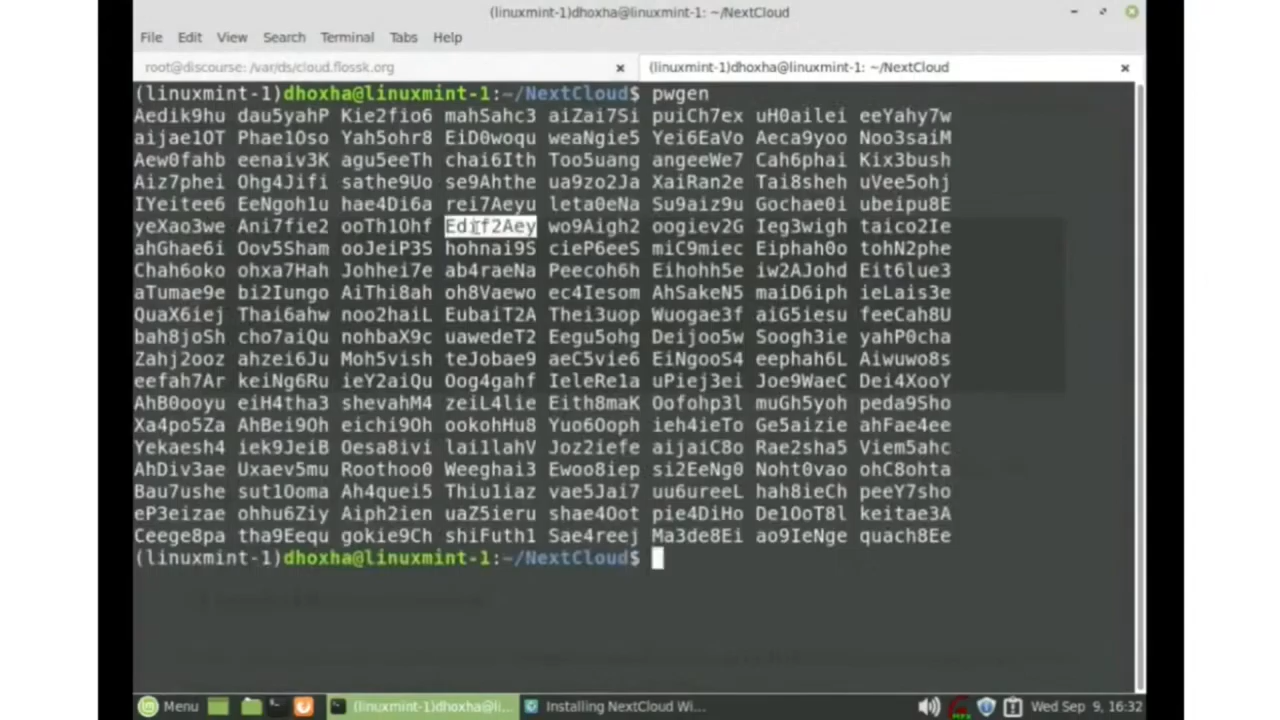 (linuxmint-1)dhoxha@linuxmint-1: ~/NextCloud
File Edit View Search Terminal Tabs Help
root@discourse: /var/ds/cloud.flossk.org × (linuxmint-1)dhoxha@linuxmint-1: ~/NextCloud ×
(linuxmint-1)dhoxha@linuxmint-1:~/NextCloud$ pwgen
Aedik9hu dau5yahP Kie2fio6 mahSahc3 aiZai7Si puiCh7ex uH0ailei eeYahy7w
aijae1OT Phae1Oso Yah5ohr8 EiD0woqu weaNgie5 Yei6EaVo Aeca9yoo Noo3saiM
Aew0fahb eenaiv3K agu5eeTh chai6Ith Too5uang angeeWe7 Cah6phai Kix3bush
Aiz7phei Ohg4Jifi sathe9Uo se9Ahthe ua9zo2Ja XaiRan2e Tai8sheh uVee5ohj
IYeitee6 EeNgoh1u hae4Di6a rei7Aeyu leta0eNa Su9aiz9u Gochae0i ubeipu8E
yeXao3we Ani7fie2 ooTh1Ohf Edif2Aey wo9Aigh2 oogiev2G Ieg3wigh taico2Ie
ahGhae6i Oov5Sham ooJeiP3S hohnai9S cieP6eeS miC9miec Eiphah0o tohN2phe
Chah6oko ohxa7Hah Johhei7e ab4raeNa Peecoh6h Eihohh5e iw2AJohd Eit6lue3
aTumae9e bi2Iungo AiThi8ah oh8Vaewo ec4Iesom AhSakeN5 maiD6iph ieLais3e
QuaX6iej Thai6ahw noo2haiL EubaiT2A Thei3uop Wuogae3f aiG5iesu feeCah8U
bah8joSh cho7aiQu nohbaX9c uawedeT2 Eegu5ohg Deijoo5w Soogh3ie yahP0cha
Zahj2ooz ahzei6Ju Moh5vish teJobae9 aeC5vie6 EiNgooS4 eephah6L Aiwuwo8s
eefah7Ar keiNg6Ru ieY2aiQu Oog4gahf IeleRe1a uPiej3ei Joe9WaeC Dei4XooY
AhB0ooyu eiH4tha3 shevahM4 zeiL4lie Eith8maK Oofohp3l muGh5yoh peda9Sho
Xa4po5Za AhBei9Oh eichi9Oh ookohHu8 Yuo6Ooph ieh4ieTo Ge5aizie ahFae4ee
Yekaesh4 iek9JeiB Oesa8ivi lai1lahV Joz2iefe aijaiC8o Rae2sha5 Viem5ahc
AhDiv3ae Uxaev5mu Roothoo0 Weeghai3 Ewoo8iep si2EeNg0 Noht0vao ohC8ohta
Bau7ushe sut1Ooma Ah4quei5 Thiu1iaz vae5Jai7 uu6ureeL hah8ieCh peeY7sho
eP3eizae ohhu6Ziy Aiph2ien uaZ5ieru shae4Oot pie4DiHo De1OoT8l keitae3A
Ceege8pa tha9Eequ gokie9Ch shiFuth1 Sae4reej Ma3de8Ei ao9IeNge quach8Ee
(linuxmint-1)dhoxha@linuxmint-1:~/NextCloud$
Menu (linuxmint-1)dhoxha@li... Installing NextCloud Wi... Wed Sep 9, 16:32